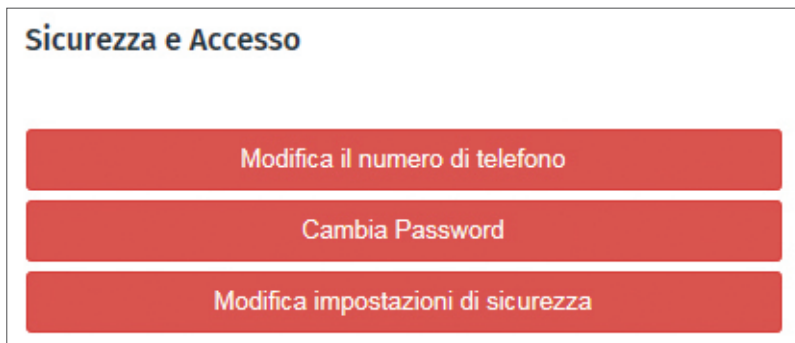 Sicurezza e Accesso
Modifica il numero di telefono
Cambia Password
Modifica impostazioni di sicurezza